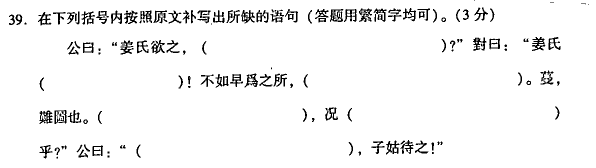 39. 在下列括号内按照原文补写出所缺的语句(答题用繁简字均可)。(3分)
公曰:“姜氏欲之,( )?”對曰:“姜氏
( )!不如早爲之所,( )。蔓,
難圖也。( ),况( )
乎?”公曰:“( ),子姑待之!”